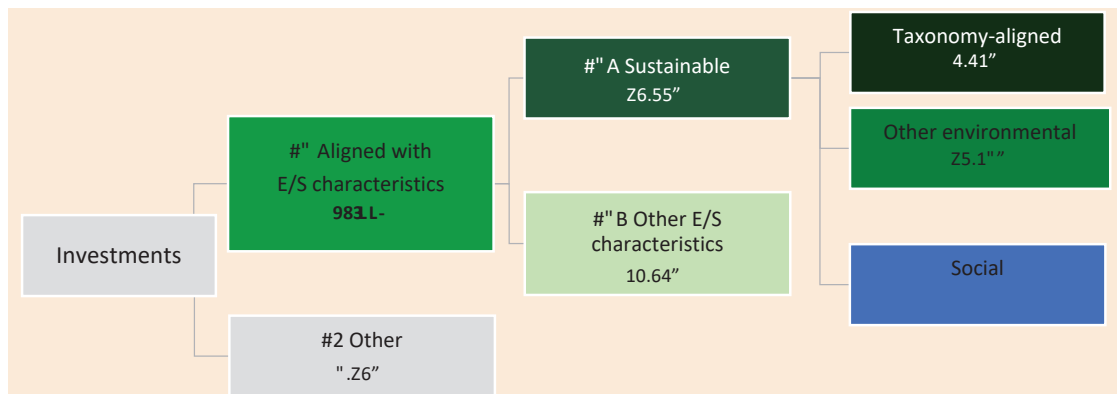 Investments
#" Aligned with
E/S characteristics
983LL-
#2 Other
" .Z6”
#" A Sustainable
Z6.55”
#" B Other E/S
characteristics
10.64”
Taxonomy-aligned
4.41”
Other environmental
Z5.1" ”
Social